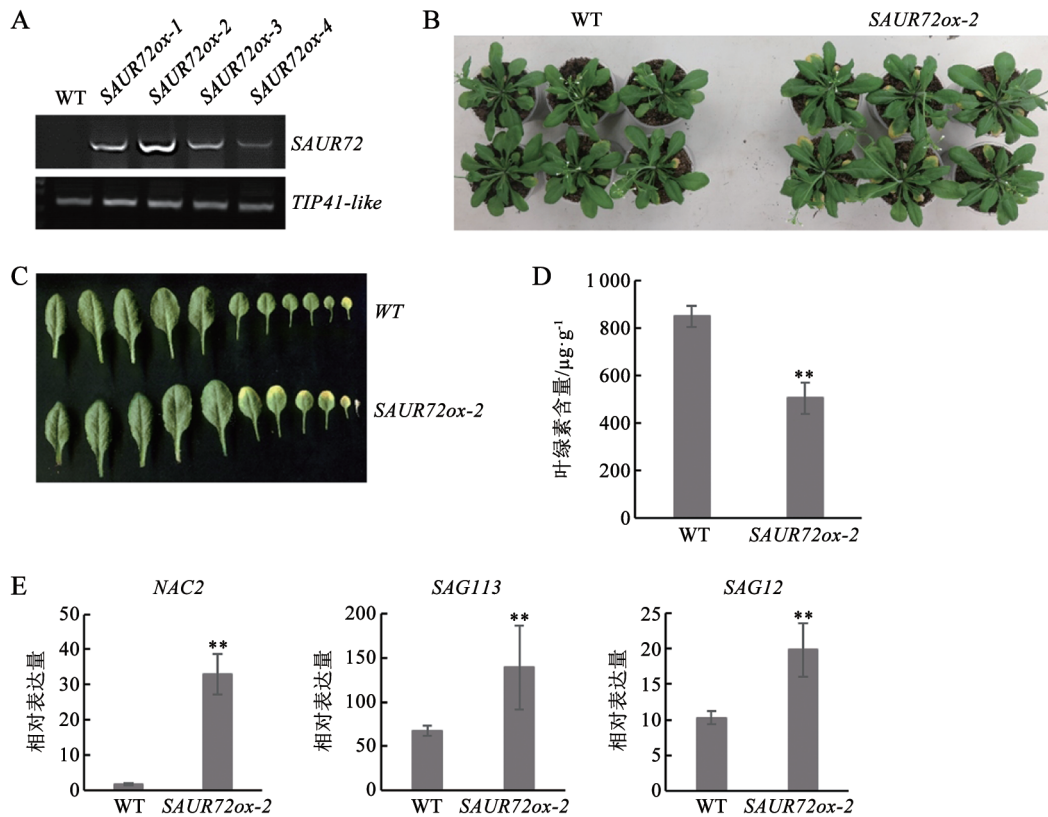 A
WT SAUR72ox-1 SAUR72ox-2 SAUR72ox-3 SAUR72ox-4
SAUR72
TIP41-like
B
WT SAUR72ox-2
C
WT
SAUR72ox-2
D
叶绿素含量/μg·g⁻¹
1 000
800
600
400
200
0
**
WT SAUR72ox-2
E
NAC2
相对表达量
50
40
30
20
10
0
**
WT SAUR72ox-2
SAG113
相对表达量
200
150
100
50
0
**
WT SAUR72ox-2
SAG12
相对表达量
25
20
15
10
5
0
**
WT SAUR72ox-2